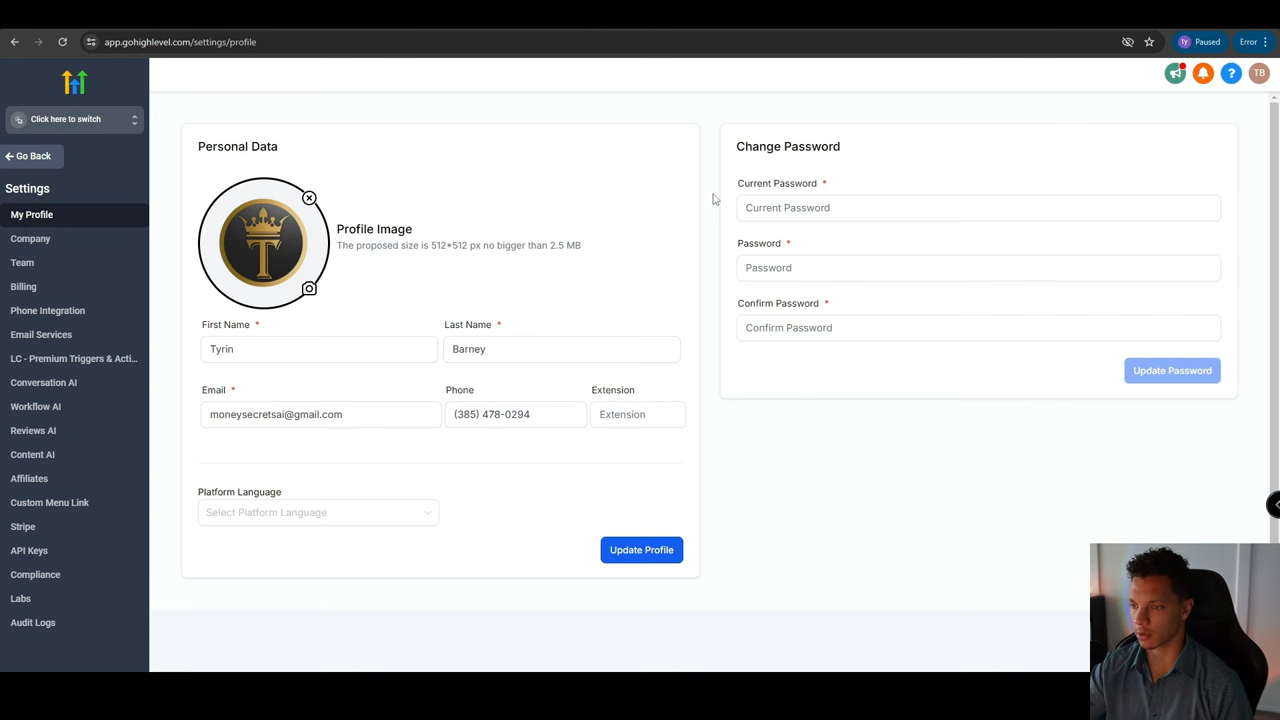 app.gohighlevel.com/settings/profile
ty
Paused
Error
Click here to switch
?
TB
Go Back
Settings
My Profile
Company
Team
Billing
Phone Integration
Email Services
LC - Premium Triggers & Acti...
Conversation AI
Workflow AI
Reviews AI
Content AI
Affiliates
Custom Menu Link
Stripe
API Keys
Compliance
Labs
Audit Logs
Personal Data
T
Profile Image
The proposed size is 512*512 px no bigger than 2.5 MB
First Name *
Last Name *
Tyrin
Barney
Email *
Phone
Extension
moneysecretsai@gmail.com
(385) 478-0294
Extension
Platform Language
Select Platform Language
Update Profile
Change Password
Current Password *
Current Password
Password *
Password
Confirm Password *
Confirm Password
Update Password